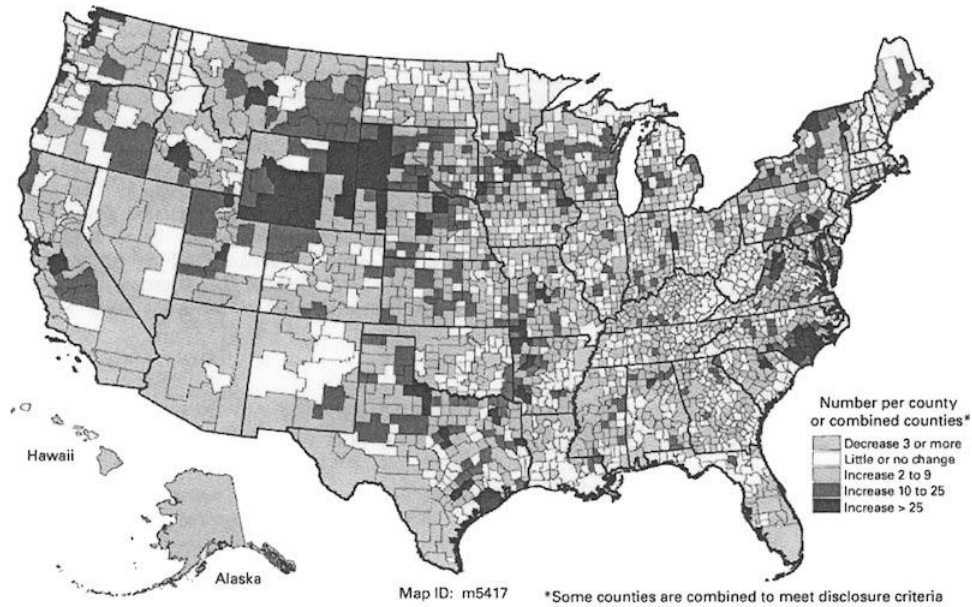 Number per county
or combined counties*
Decrease 3 or more
Little or no change
Increase 2 to 9
Increase 10 to 25
Increase > 25
Hawaii
Alaska
Map ID: m5417
*Some counties are combined to meet disclosure criteria